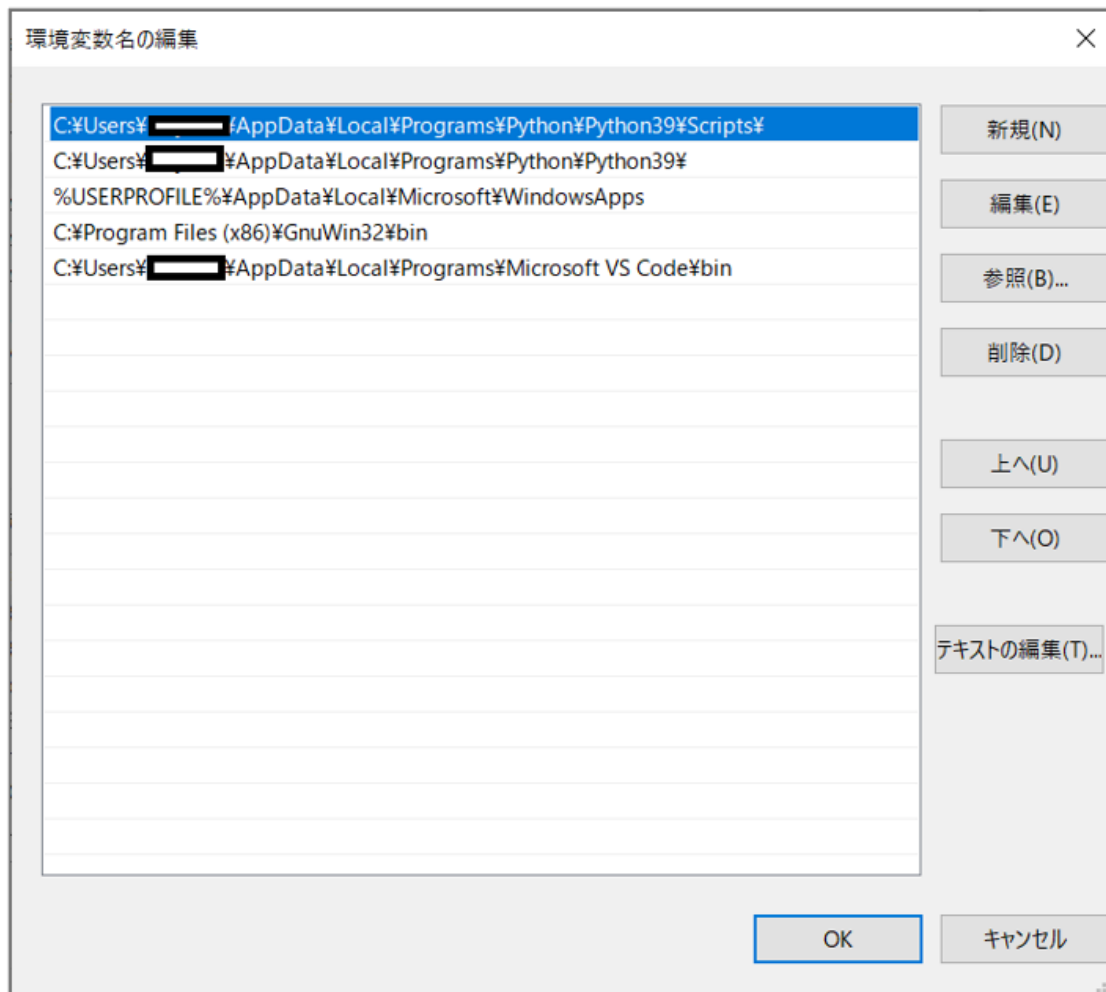 環境変数名の編集
C:¥Users¥ ¥AppData¥Local¥Programs¥Python¥Python39¥Scripts¥
C:¥Users¥ ¥AppData¥Local¥Programs¥Python¥Python39¥
%USERPROFILE%¥AppData¥Local¥Microsoft¥WindowsApps
C:¥Program Files (x86)¥GnuWin32¥bin
C:¥Users¥ ¥AppData¥Local¥Programs¥Microsoft VS Code¥bin
新規(N)
編集(E)
参照(B)...
削除(D)
上へ(U)
下へ(O)
テキストの編集(T)...
OK
キャンセル